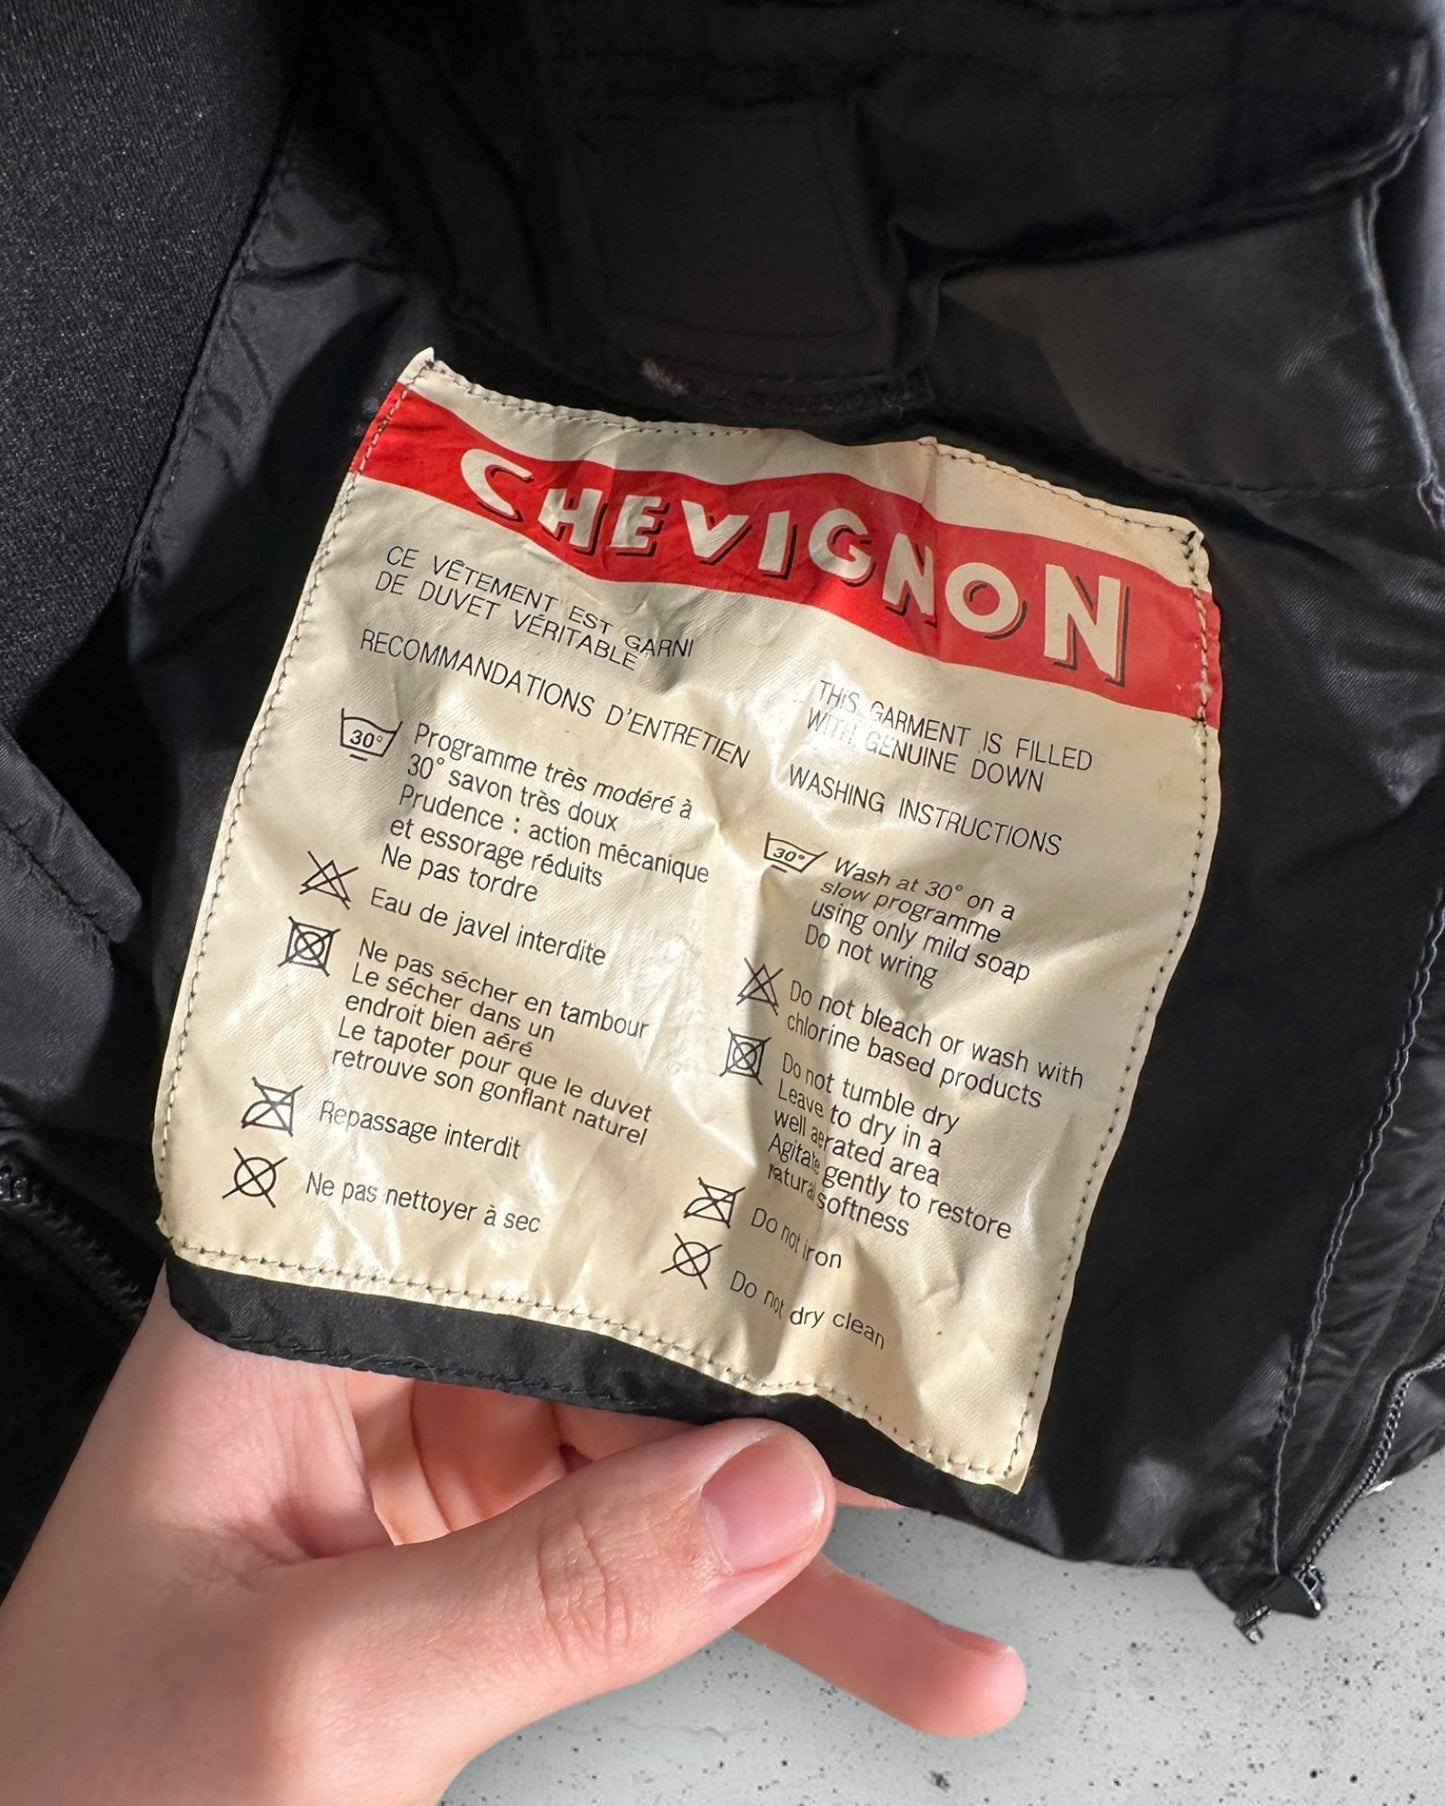 CHEVIGNON
CE VÊTEMENT EST GARNI
DE DUVET VÉRITABLE
RECOMMANDATIONS D'ENTRETIEN
30°
Programme très modéré à
30° savon très doux
Prudence : action mécanique
et essorage réduits
Ne pas tordre
Eau de javel interdite
Ne pas sécher en tambour
Le sécher dans un
endroit bien aéré
Le tapoter pour que le duvet
retrouve son gonflant naturel
Repassage interdit
Ne pas nettoyer à sec
THIS GARMENT IS FILLED
WITH GENUINE DOWN
WASHING INSTRUCTIONS
30°
Wash at 30° on a
slow programme
using only mild soap
Do not wring
Do not bleach or wash with
chlorine based products
Do not tumble dry
Leave to dry in a
well aerated area
Agitate gently to restore
natural softness
Do not iron
Do not dry clean